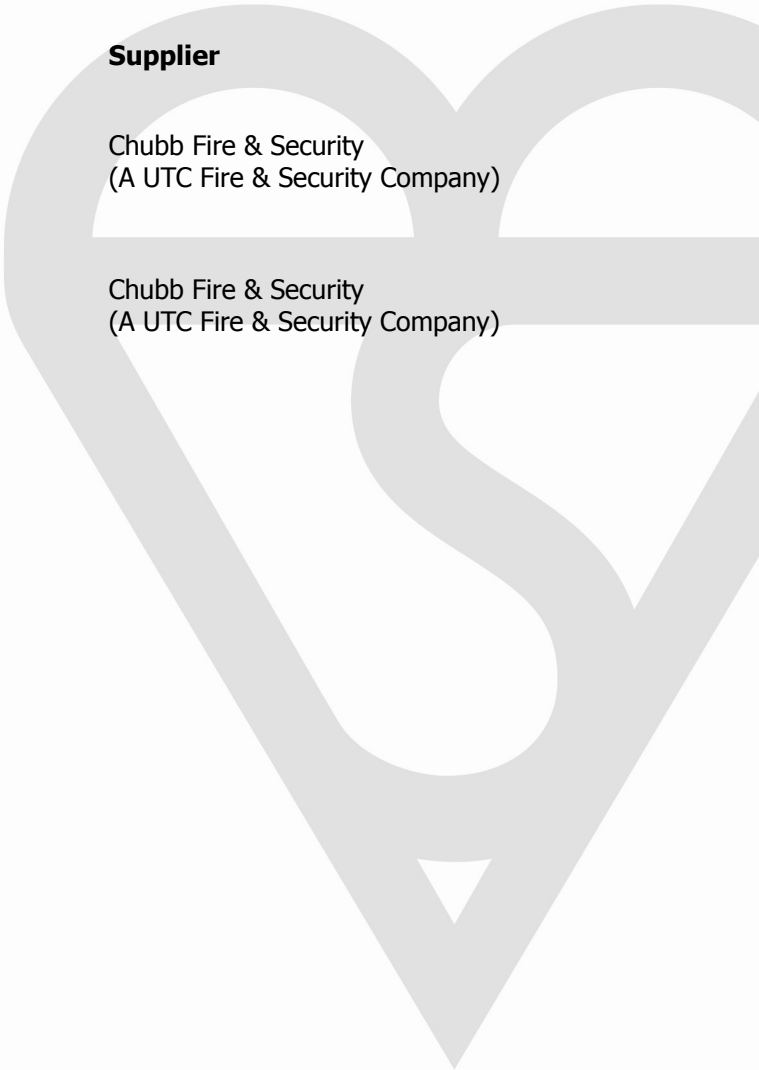 Supplier
Chubb Fire & Security
(A UTC Fire & Security Company)
Chubb Fire & Security
(A UTC Fire & Security Company)